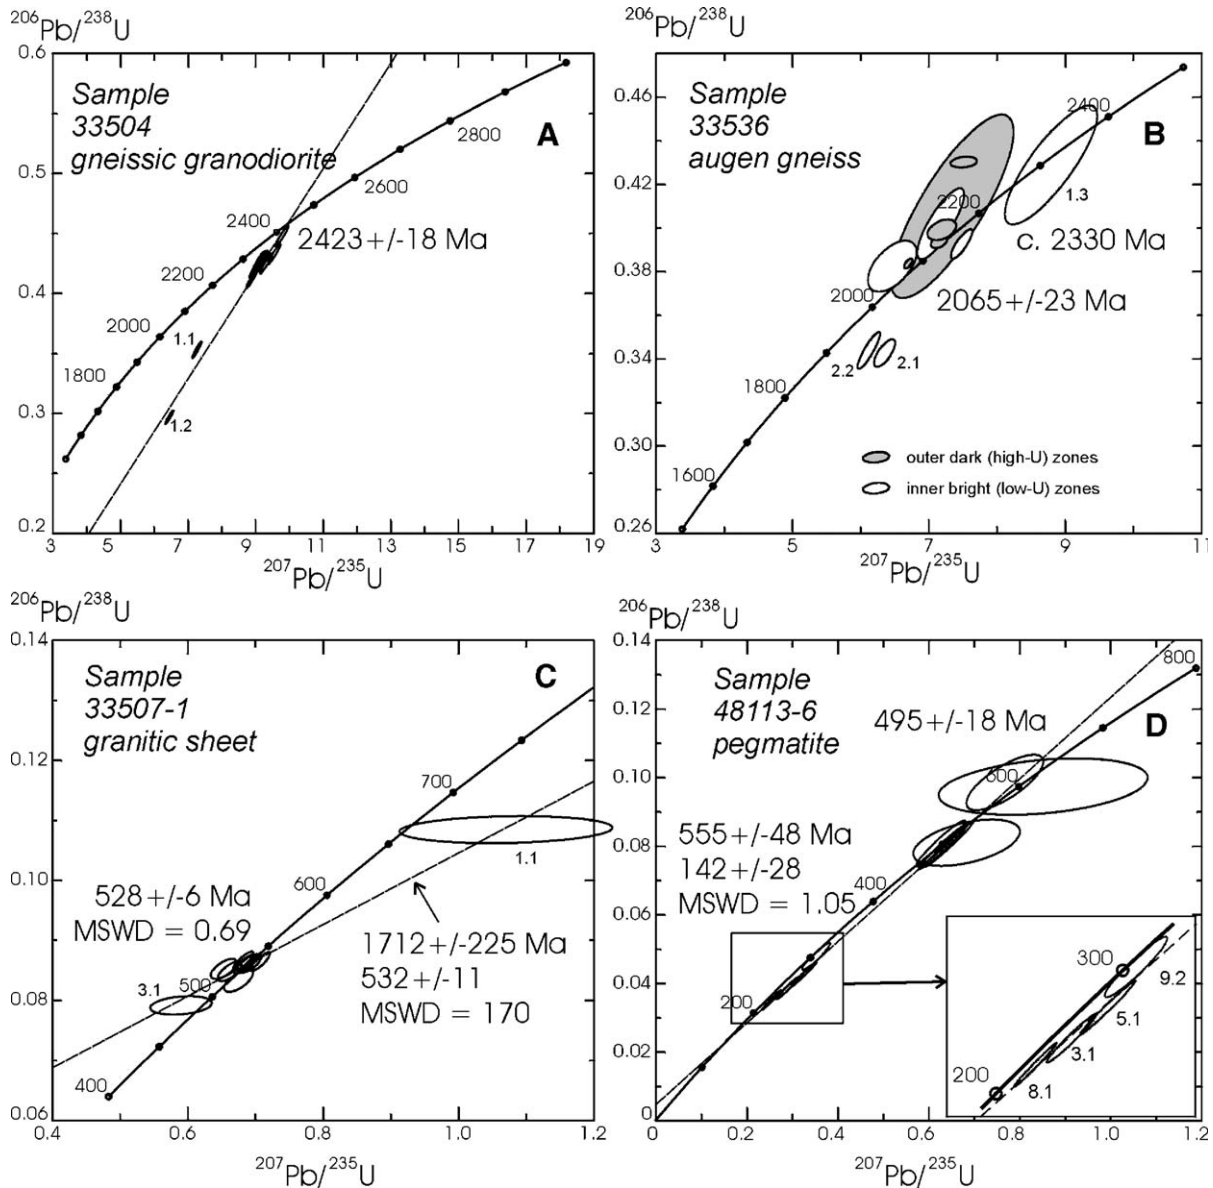 206Pb/238U
Sample
33504
gneissic granodiorite
A
2423+/-18 Ma
0.6
0.5
0.4
0.3
0.2
2800
2600
2400
2200
2000
1800
1.1
1.2
3 5 7 9 11 13 15 17 19
207Pb/235U
206Pb/238U
Sample
33536
augen gneiss
B
0.46
0.42
0.38
0.34
0.30
0.26
2400
2200
1.3
c. 2330 Ma
2065+/-23 Ma
2000
2.2
2.1
1800
1600
outer dark (high-U) zones
inner bright (low-U) zones
3 5 7 9 11
207Pb/235U
206Pb/238U
Sample
33507-1
granitic sheet
C
0.14
0.12
0.10
0.08
0.06
700
600
1.1
528+/-6 Ma
MSWD = 0.69
1712+/-225 Ma
532+/-11
MSWD = 170
500
3.1
400
0.4 0.6 0.8 1.0 1.2
207Pb/235U
206Pb/238U
Sample
48113-6
pegmatite
D
0.14
0.12
0.10
0.08
0.06
0.04
0.02
0
800
495+/-18 Ma
600
555+/-48 Ma
142+/-28
MSWD = 1.05
400
200
300
9.2
5.1
3.1
8.1
200
0 0.2 0.4 0.6 0.8 1.0 1.2
207Pb/235U